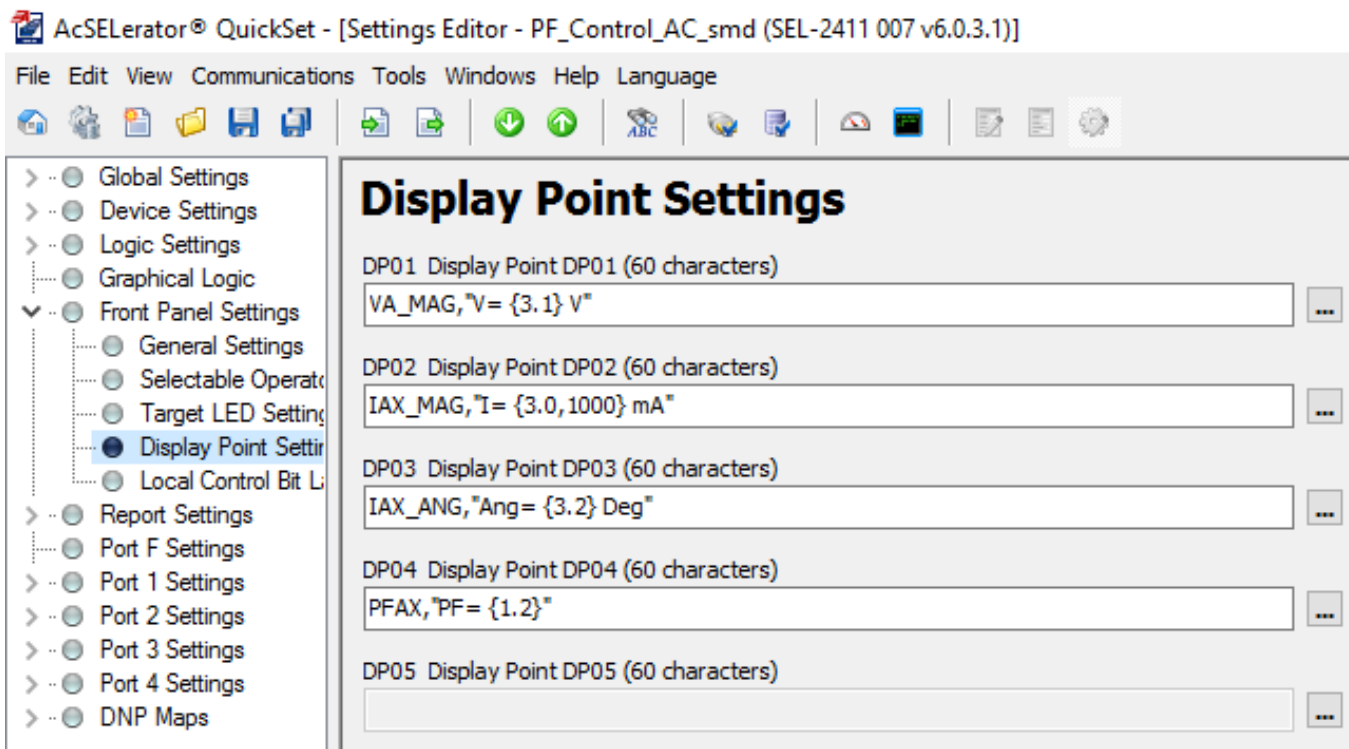 AcSELerator® QuickSet - [Settings Editor - PF_Control_AC_smd (SEL-2411 007 v6.0.3.1)]
File Edit View Communications Tools Windows Help Language
ABC
Global Settings
Device Settings
Logic Settings
Graphical Logic
Front Panel Settings
General Settings
Selectable Operato
Target LED Setting
Display Point Settin
Local Control Bit La
Report Settings
Port F Settings
Port 1 Settings
Port 2 Settings
Port 3 Settings
Port 4 Settings
DNP Maps
Display Point Settings
DP01 Display Point DP01 (60 characters)
VA_MAG,"V= {3.1} V"
...
DP02 Display Point DP02 (60 characters)
IAX_MAG,"I= {3.0,1000} mA"
...
DP03 Display Point DP03 (60 characters)
IAX_ANG,"Ang= {3.2} Deg"
...
DP04 Display Point DP04 (60 characters)
PFAX,"PF= {1.2}"
...
DP05 Display Point DP05 (60 characters)
...